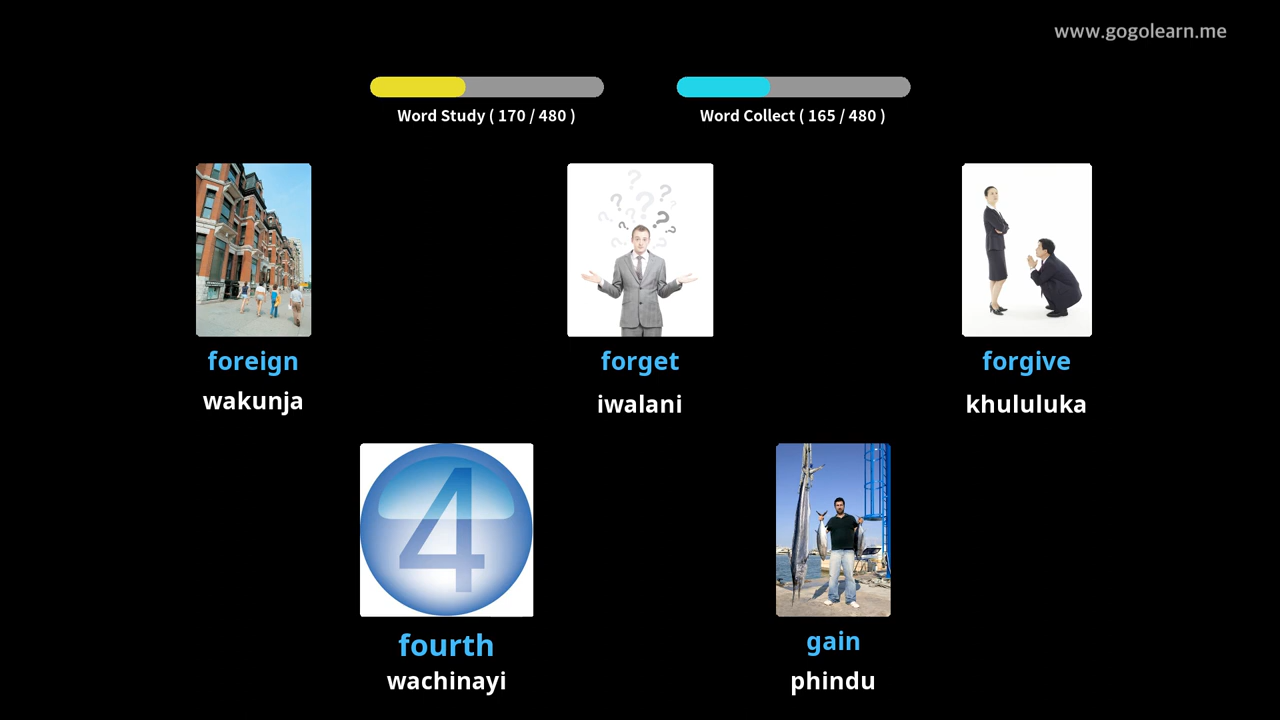 www.gogolearn.me
Word Study ( 170 / 480 )
Word Collect ( 165 / 480 )
foreign
wakunja
forget
iwalani
forgive
khululuka
4
fourth
wachinayi
gain
phindu